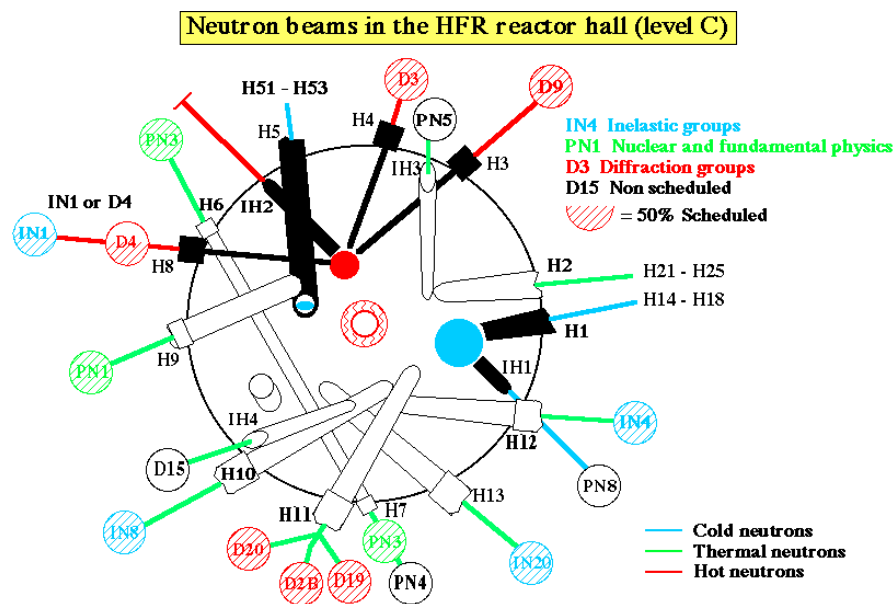 Neutron beams in the HFR reactor hall (level C)
H51 - H53
D3
D9
H4
PN5
H5
PN3
IH3
H3
IN4 Inelastic groups
PN1 Nuclear and fundamental physics
D3 Diffraction groups
D15 Non scheduled
= 50% Scheduled
IH2
H6
IN1 or D4
IN1
D4
H8
H2
H21 - H25
H14 - H18
H1
H9
PN1
IH1
IH4
IN4
H12
D15
H10
PN8
H13
H11
H7
IN8
D20
PN3
IN20
D2B
D19
PN4
Cold neutrons
Thermal neutrons
Hot neutrons